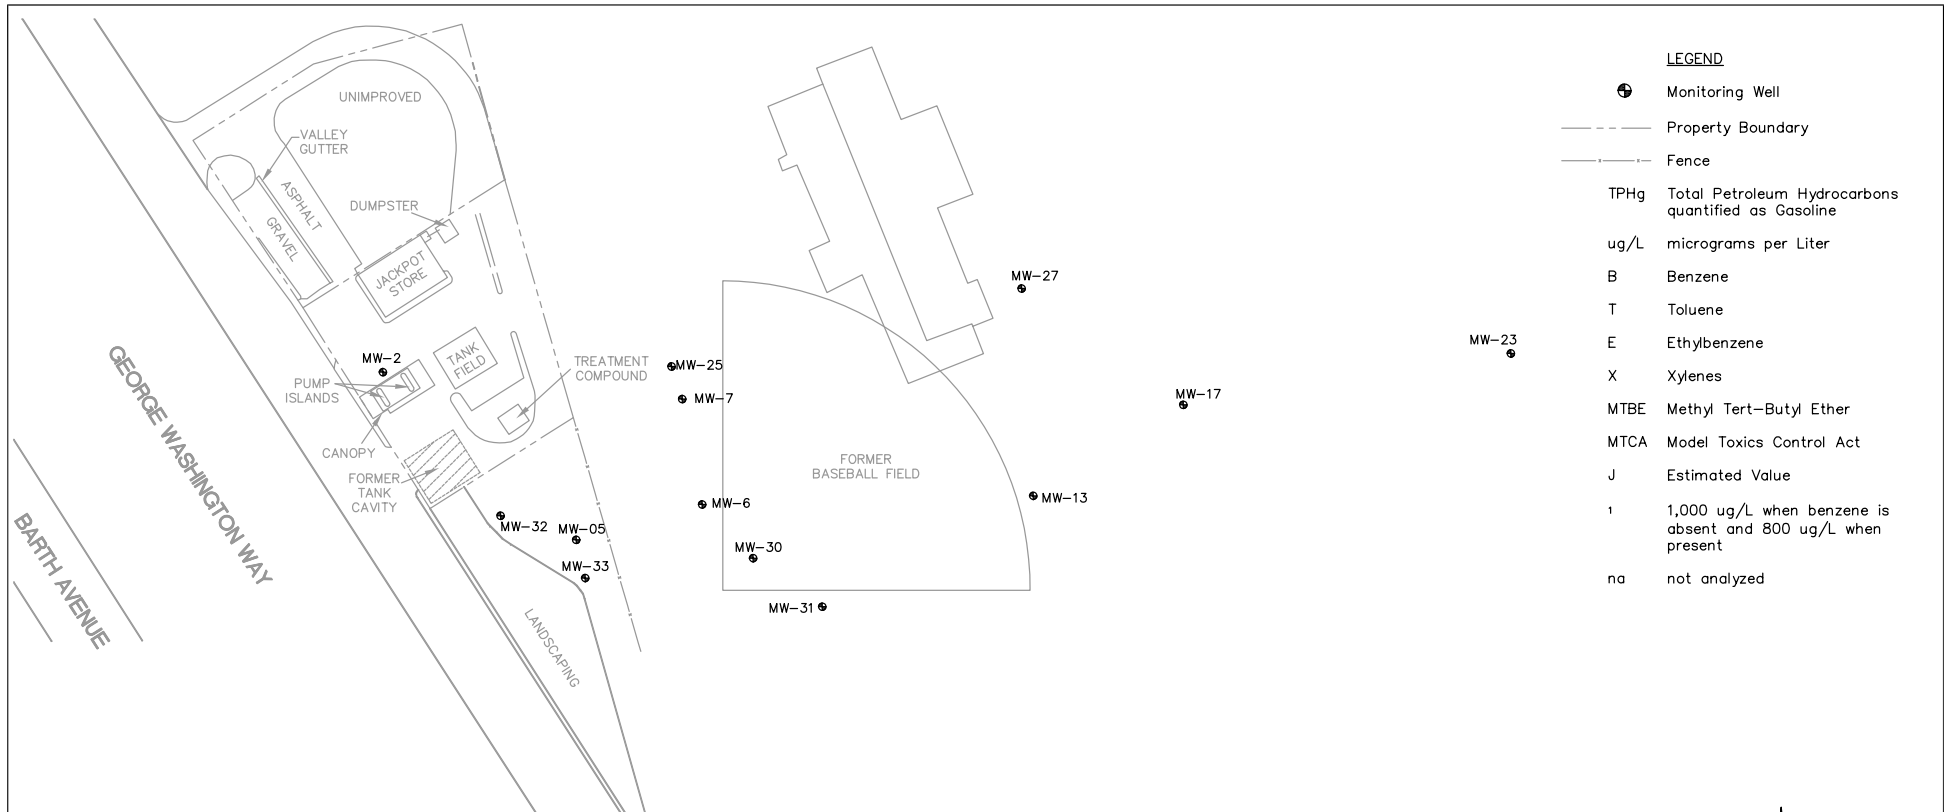 UNIMPROVED
VALLEY
GUTTER
ASPHALT
GRAVEL
DUMPSTER
JACKPOT
STORE
MW-2
TANK
FIELD
PUMP
ISLANDS
TREATMENT
COMPOUND
CANOPY
FORMER
TANK
CAVITY
GEORGE WASHINGTON WAY
BARTH AVENUE
LANDSCAPING
MW-32
MW-05
MW-33
MW-25
MW-7
MW-6
MW-30
MW-31
FORMER
BASEBALL FIELD
MW-27
MW-13
MW-17
MW-23
LEGEND
Monitoring Well
Property Boundary
Fence
TPHg Total Petroleum Hydrocarbons
quantified as Gasoline
ug/L micrograms per Liter
B Benzene
T Toluene
E Ethylbenzene
X Xylenes
MTBE Methyl Tert-Butyl Ether
MTCA Model Toxics Control Act
J Estimated Value
1 1,000 ug/L when benzene is
absent and 800 ug/L when
present
na not analyzed